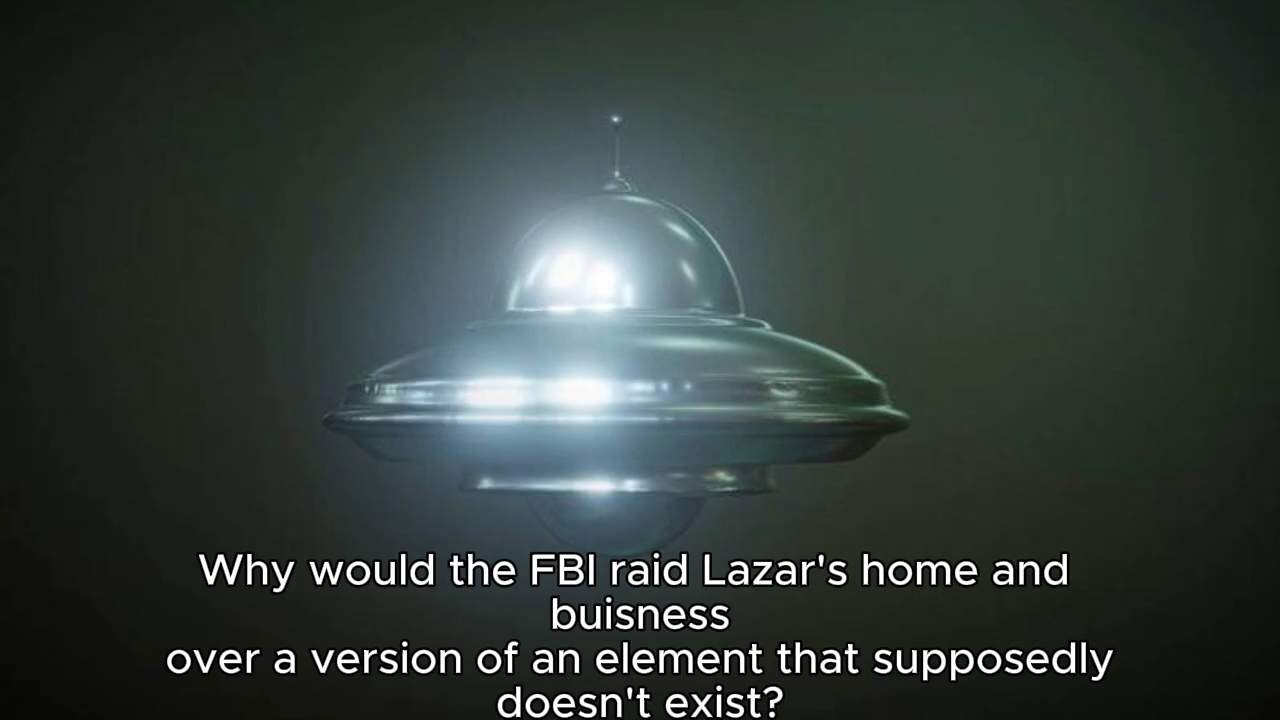 Why would the FBI raid Lazar's home and
buisness
over a version of an element that supposedly
doesn't exist?